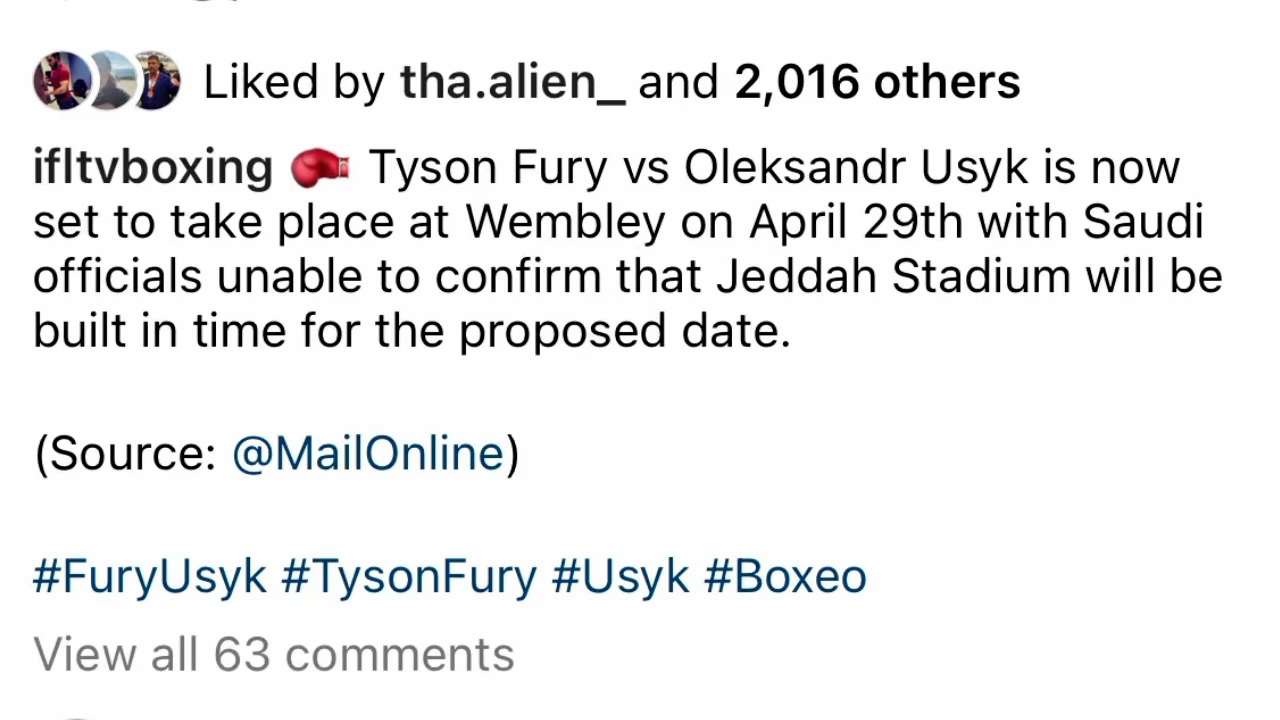 Liked by tha.alien_ and 2,016 others
ifltvboxing 🥊 Tyson Fury vs Oleksandr Usyk is now
set to take place at Wembley on April 29th with Saudi
officials unable to confirm that Jeddah Stadium will be
built in time for the proposed date.
(Source: @MailOnline)
#FuryUsyk #TysonFury #Usyk #Boxeo
View all 63 comments